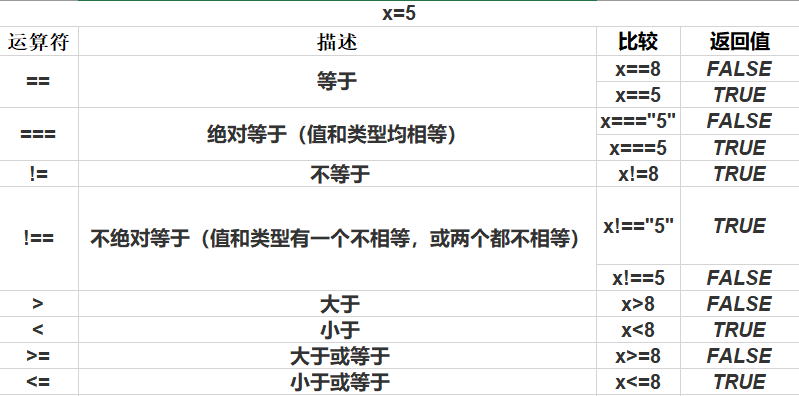 x=5
运算符 描述 比较 返回值
== 等于 x==8 FALSE
x==5 TRUE
=== 绝对等于（值和类型均相等） x==="5" FALSE
x===5 TRUE
!= 不等于 x!=8 TRUE
!== 不绝对等于（值和类型有一个不相等，或两个都不相等） x!=="5" TRUE
x!==5 FALSE
> 大于 x>8 FALSE
< 小于 x<8 TRUE
>= 大于或等于 x>=8 FALSE
<= 小于或等于 x<=8 TRUE